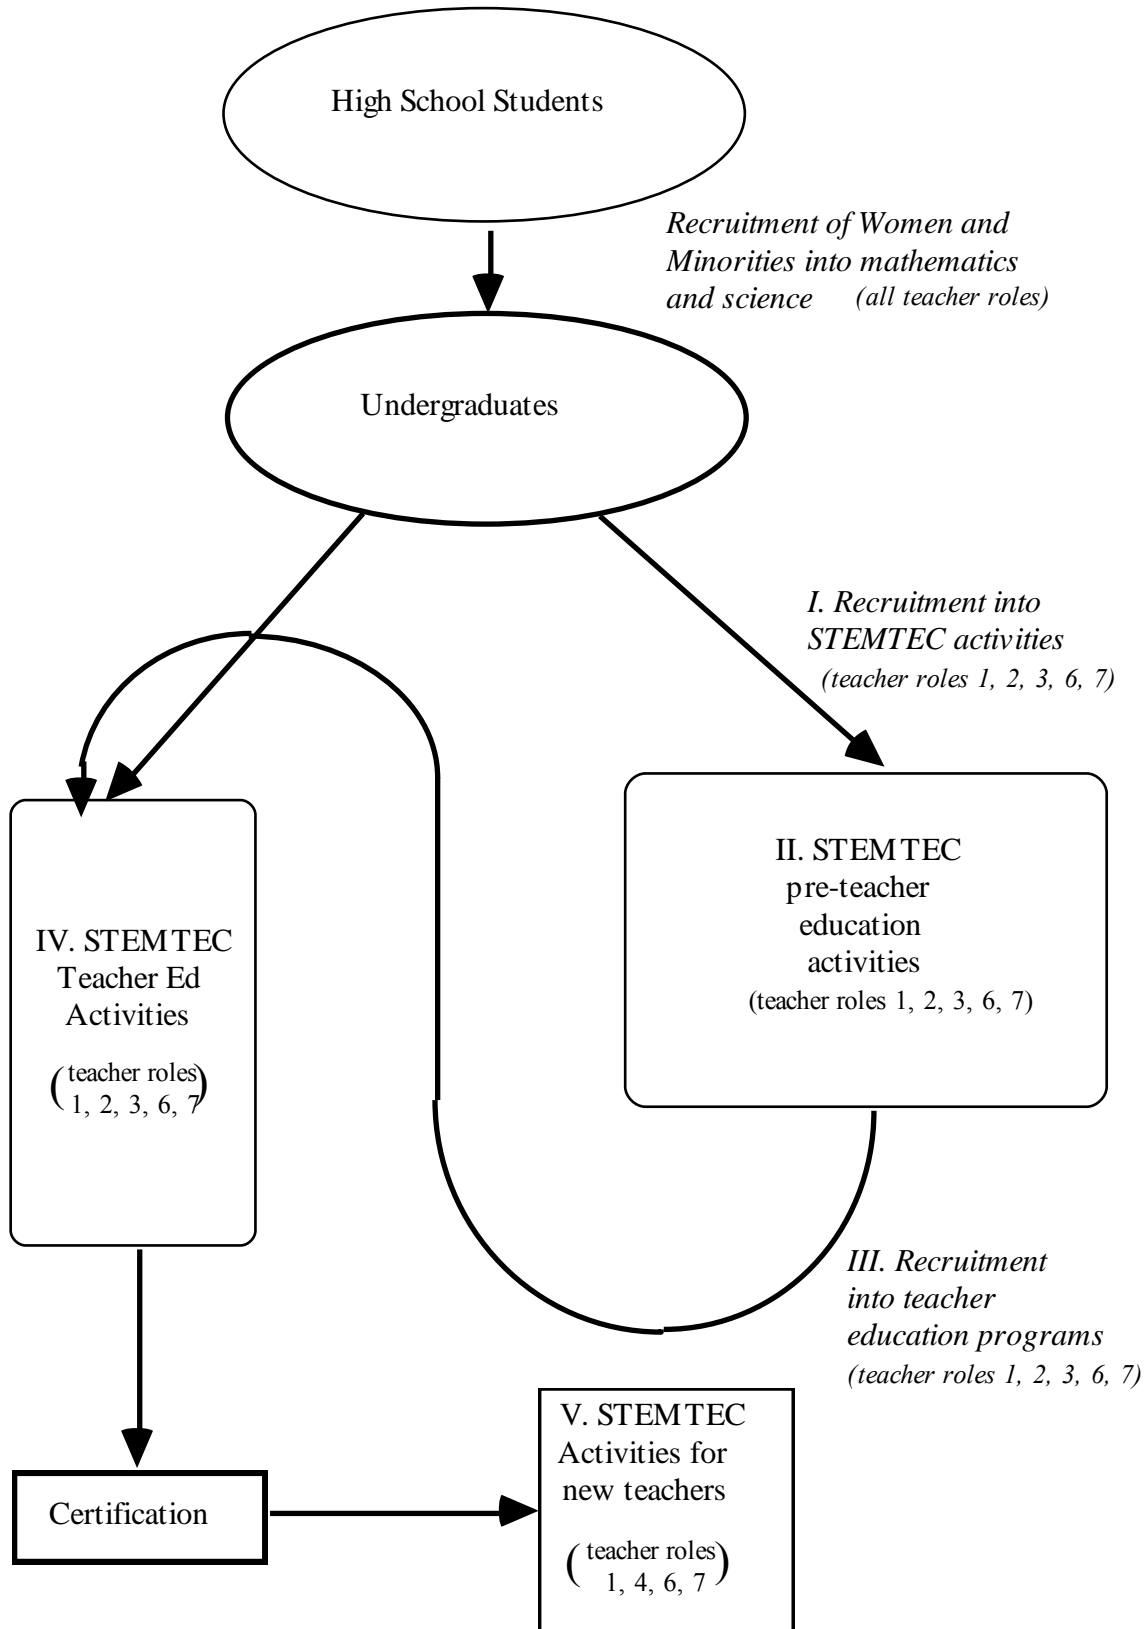 High School Students
Recruitment of Women and
Minorities into mathematics
and science (all teacher roles)
Undergraduates
I. Recruitment into
STEMTEC activities
(teacher roles 1, 2, 3, 6, 7)
II. STEMTEC
pre-teacher
education
activities
(teacher roles 1, 2, 3, 6, 7)
IV. STEMTEC
Teacher Ed
Activities
(teacher roles
1, 2, 3, 6, 7)
III. Recruitment
into teacher
education programs
(teacher roles 1, 2, 3, 6, 7)
V. STEMTEC
Activities for
new teachers
(teacher roles
1, 4, 6, 7)
Certification